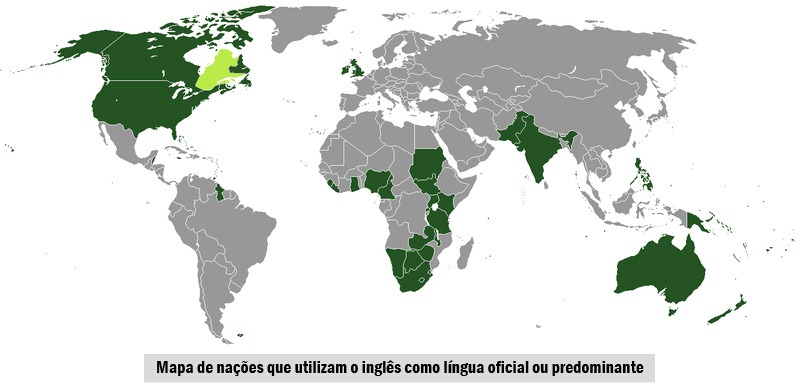 Mapa de nações que utilizam o inglês como língua oficial ou predominante